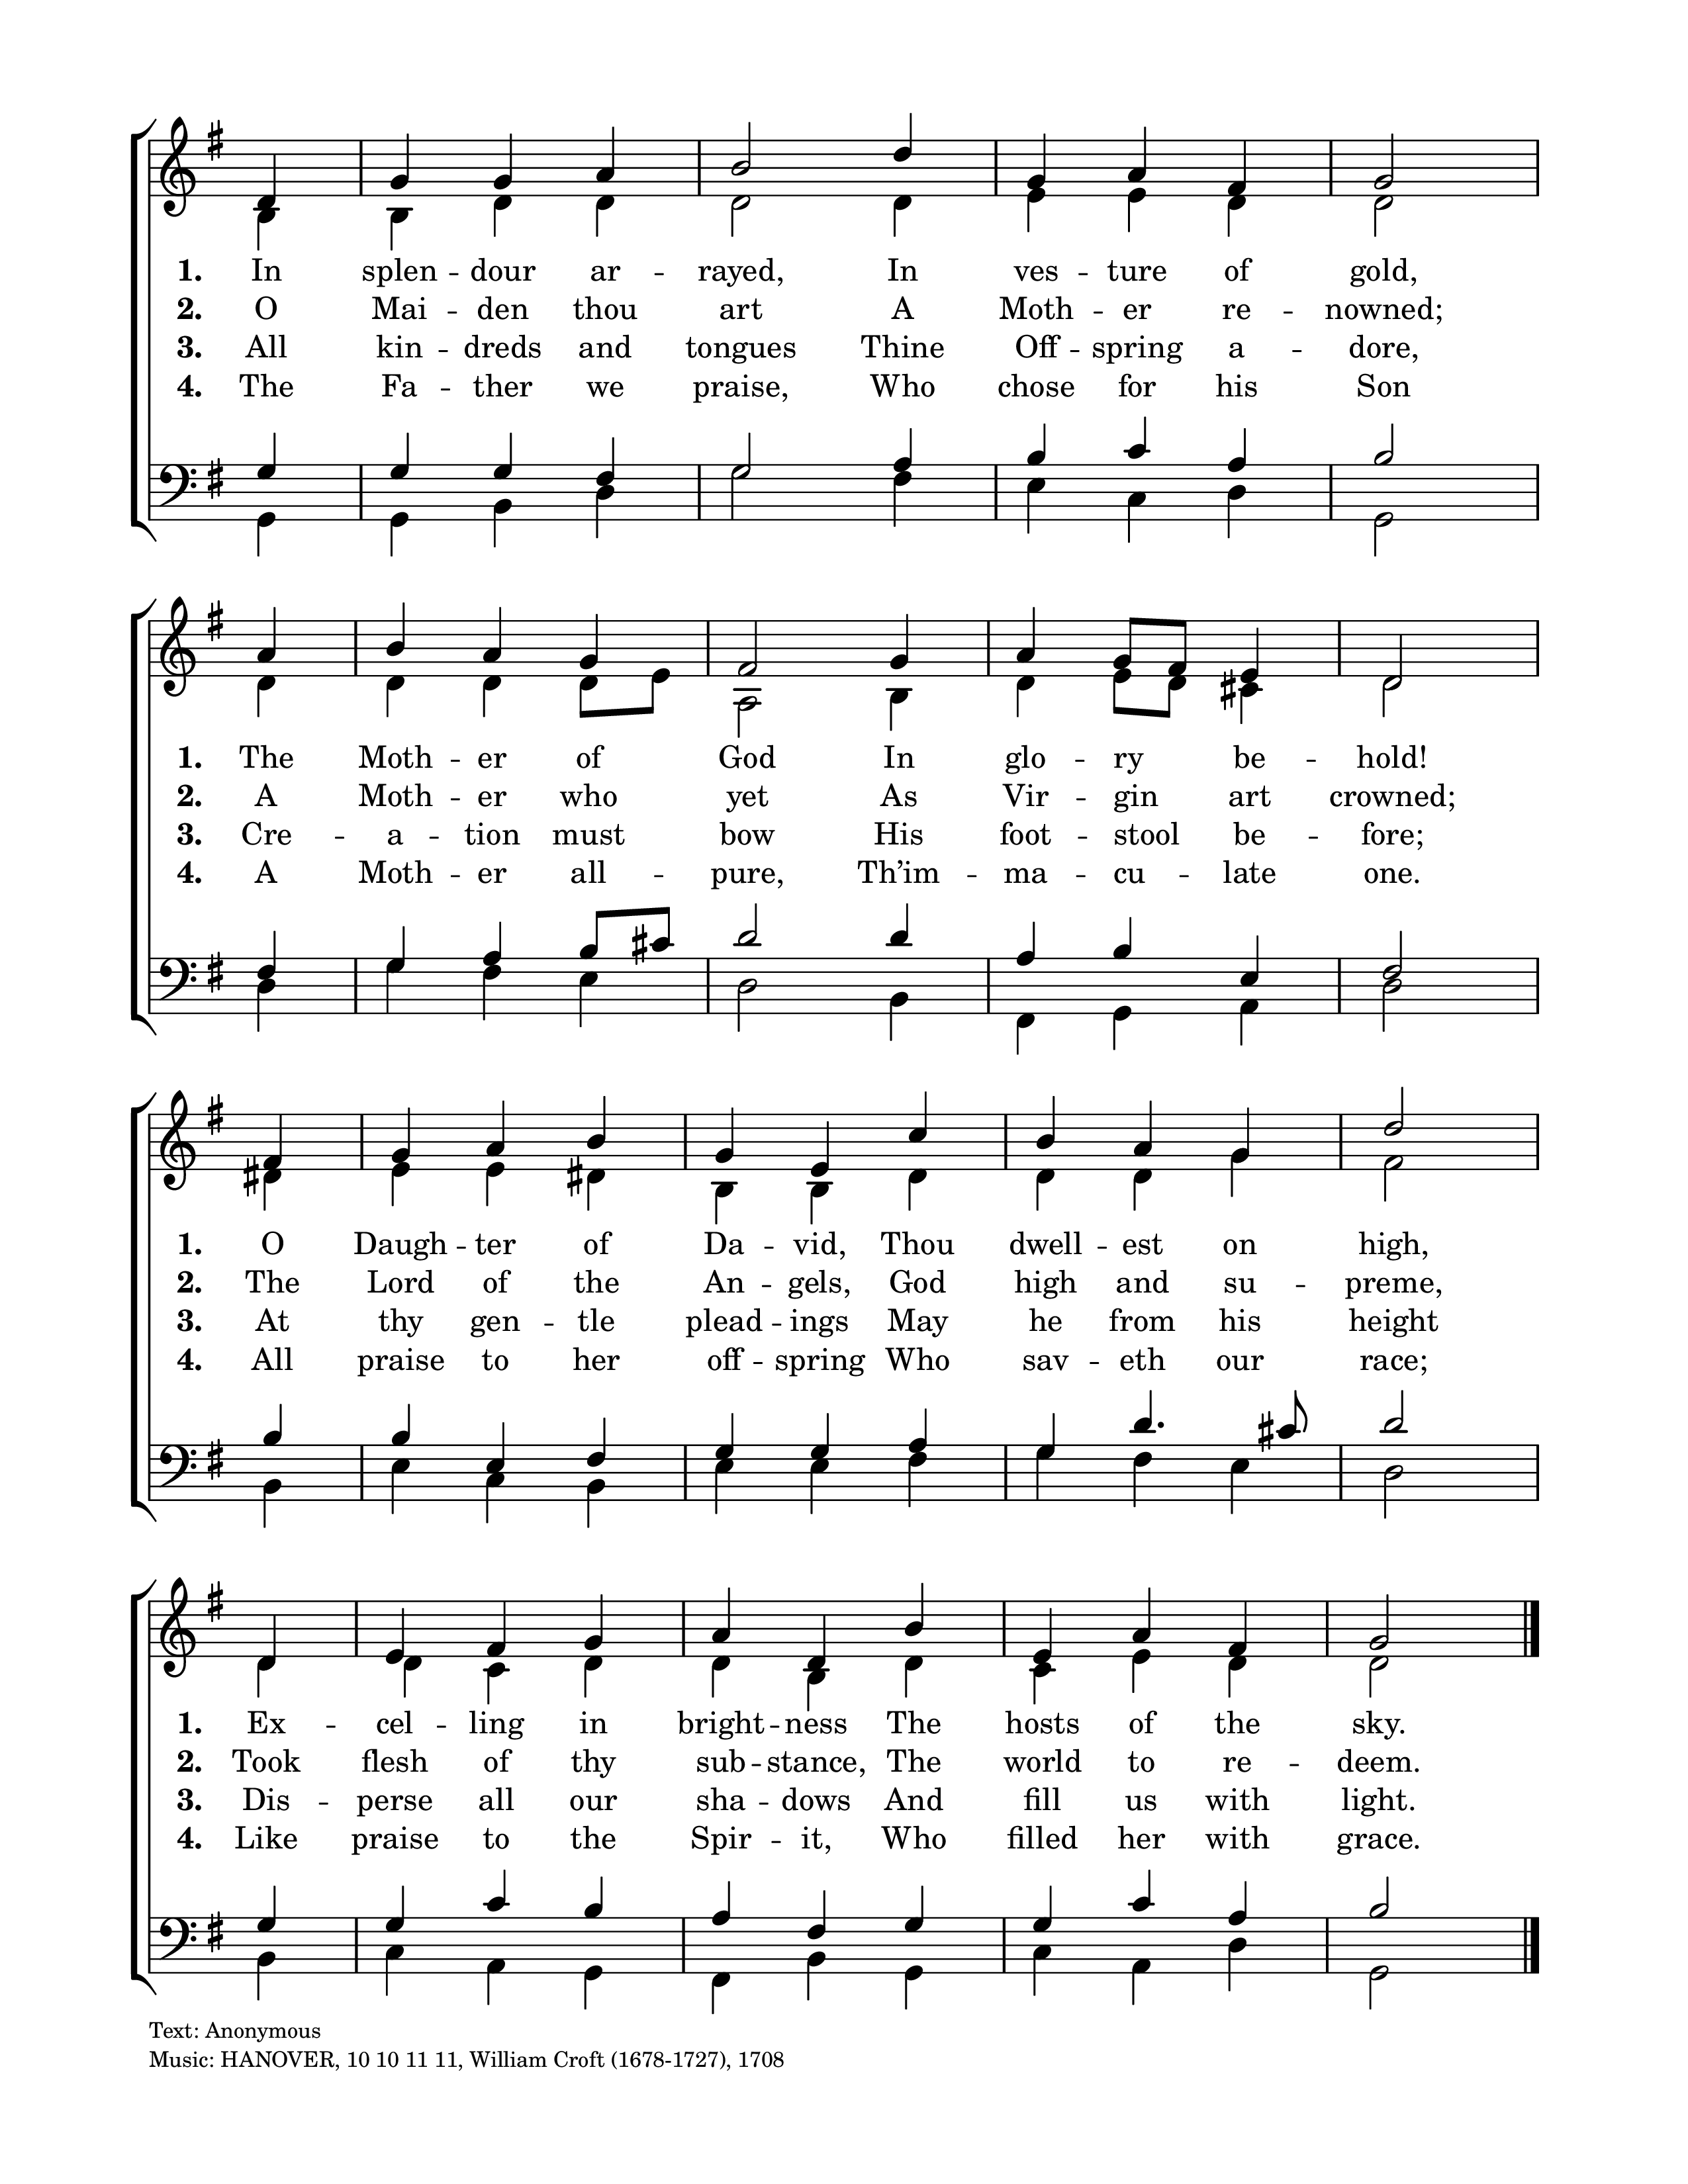 1. In splen -- dour ar -- rayed, In ves -- ture of gold,
2. O Mai -- den thou art A Moth -- er re -- nowned;
3. All kin -- dreds and tongues Thine Off -- spring a -- dore,
4. The Fa -- ther we praise, Who chose for his Son
1. The Moth -- er of God In glo -- ry be -- hold!
2. A Moth -- er who yet As Vir -- gin art crowned;
3. Cre -- a -- tion must bow His foot -- stool be -- fore;
4. A Moth -- er all -- pure, Th’im -- ma -- cu -- late one.
1. O Daugh -- ter of Da -- vid, Thou dwell -- est on high,
2. The Lord of the An -- gels, God high and su -- preme,
3. At thy gen -- tle plead -- ings May he from his height
4. All praise to her off -- spring Who sav -- eth our race;
1. Ex -- cel -- ling in bright -- ness The hosts of the sky.
2. Took flesh of thy sub -- stance, The world to re -- deem.
3. Dis -- perse all our sha -- dows And fill us with light.
4. Like praise to the Spir -- it, Who filled her with grace.
Text: Anonymous
Music: HANOVER, 10 10 11 11, William Croft (1678-1727), 1708